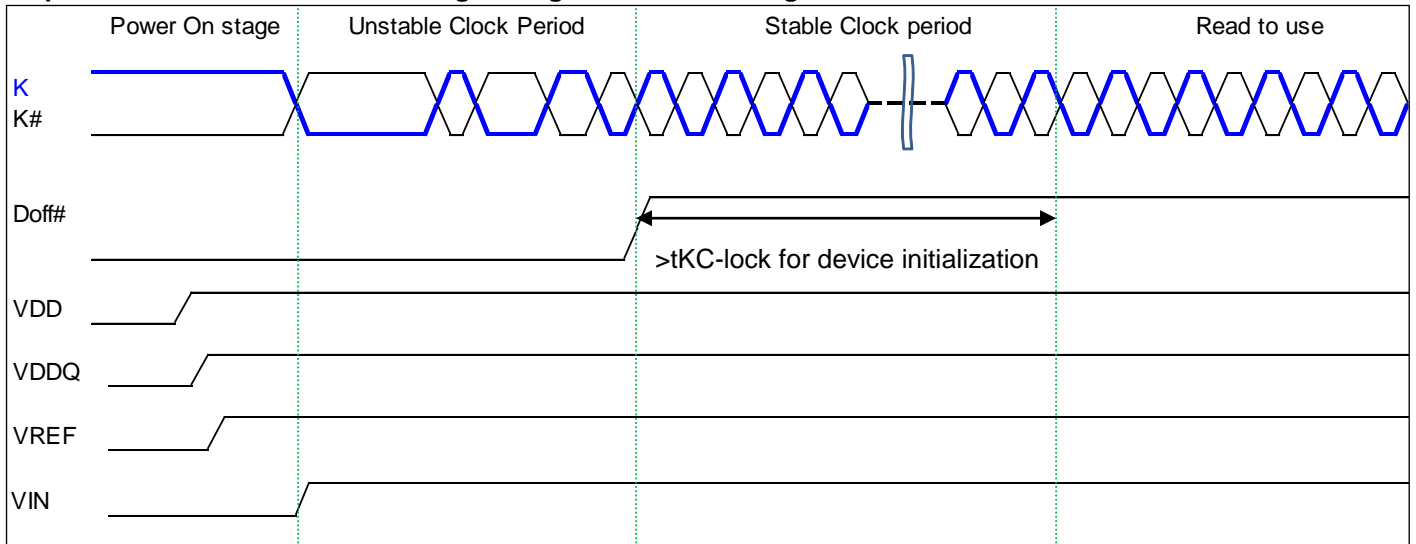 Power On stage Unstable Clock Period Stable Clock period Read to use
K
K#
Doff#
>tKC-lock for device initialization
VDD
VDDQ
VREF
VIN